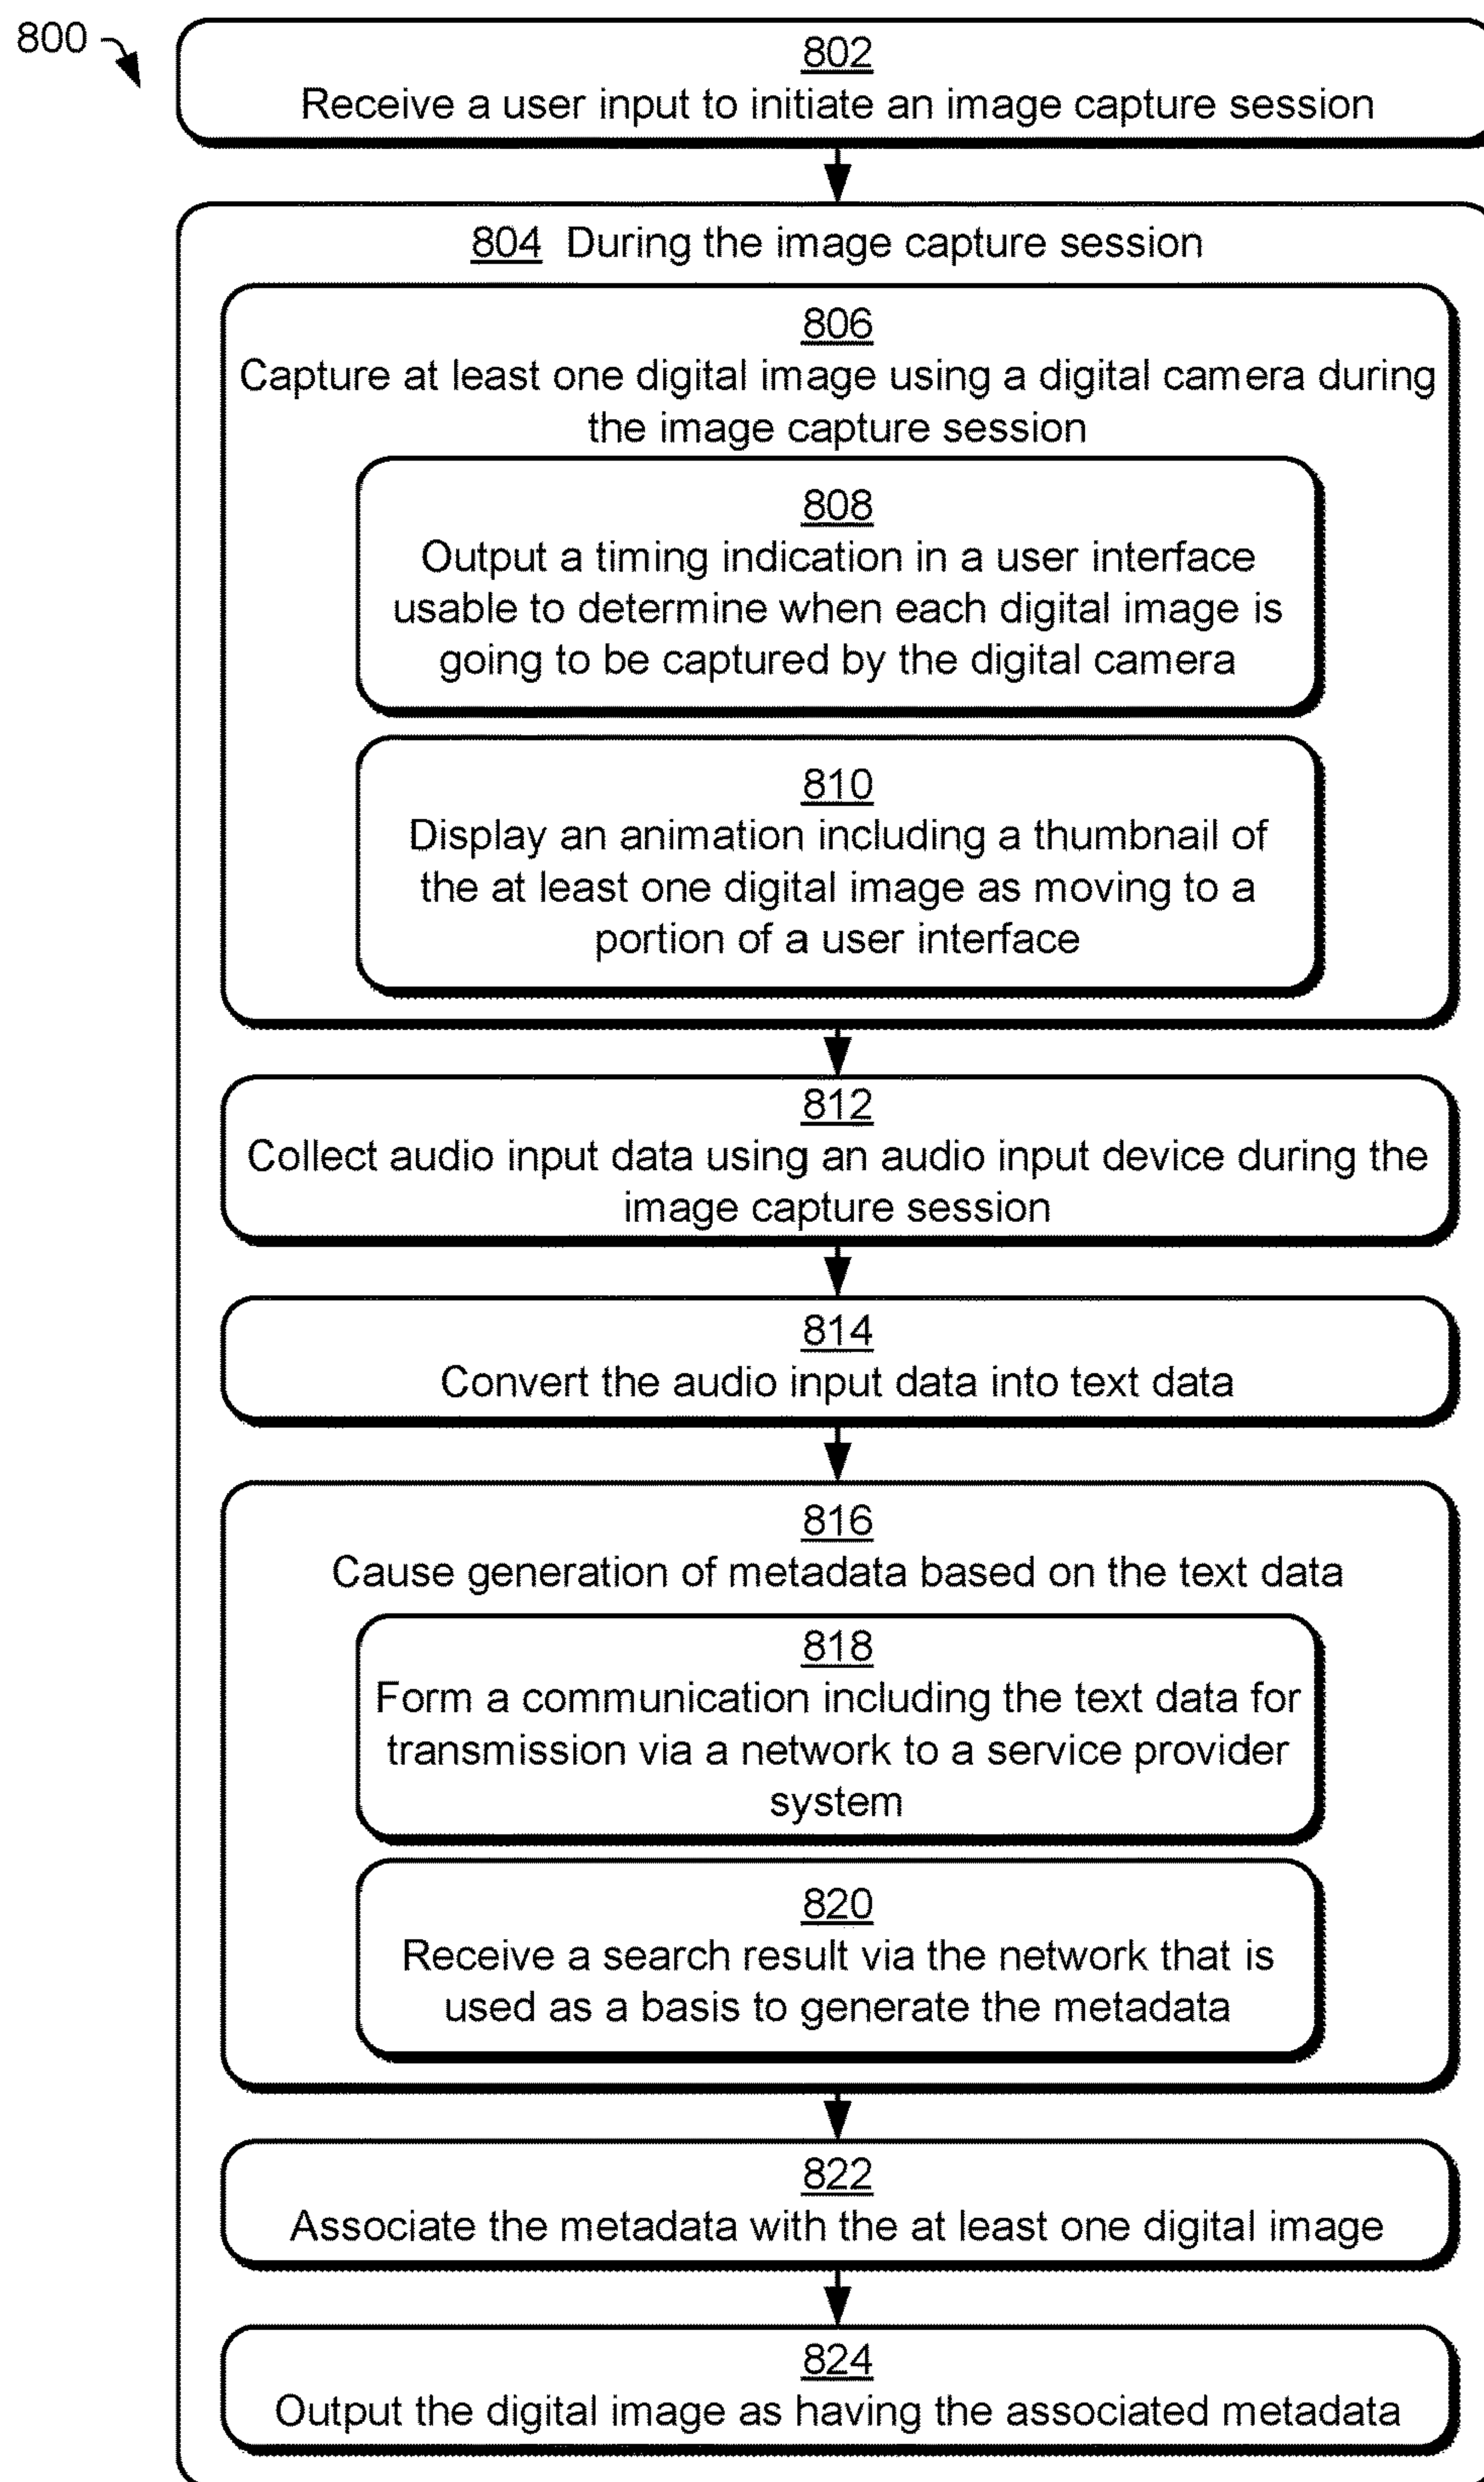 800
802
Receive a user input to initiate an image capture session
804 During the image capture session
806
Capture at least one digital image using a digital camera during
the image capture session
808
Output a timing indication in a user interface
usable to determine when each digital image is
going to be captured by the digital camera
810
Display an animation including a thumbnail of
the at least one digital image as moving to a
portion of a user interface
812
Collect audio input data using an audio input device during the
image capture session
814
Convert the audio input data into text data
816
Cause generation of metadata based on the text data
818
Form a communication including the text data for
transmission via a network to a service provider
system
820
Receive a search result via the network that is
used as a basis to generate the metadata
822
Associate the metadata with the at least one digital image
824
Output the digital image as having the associated metadata